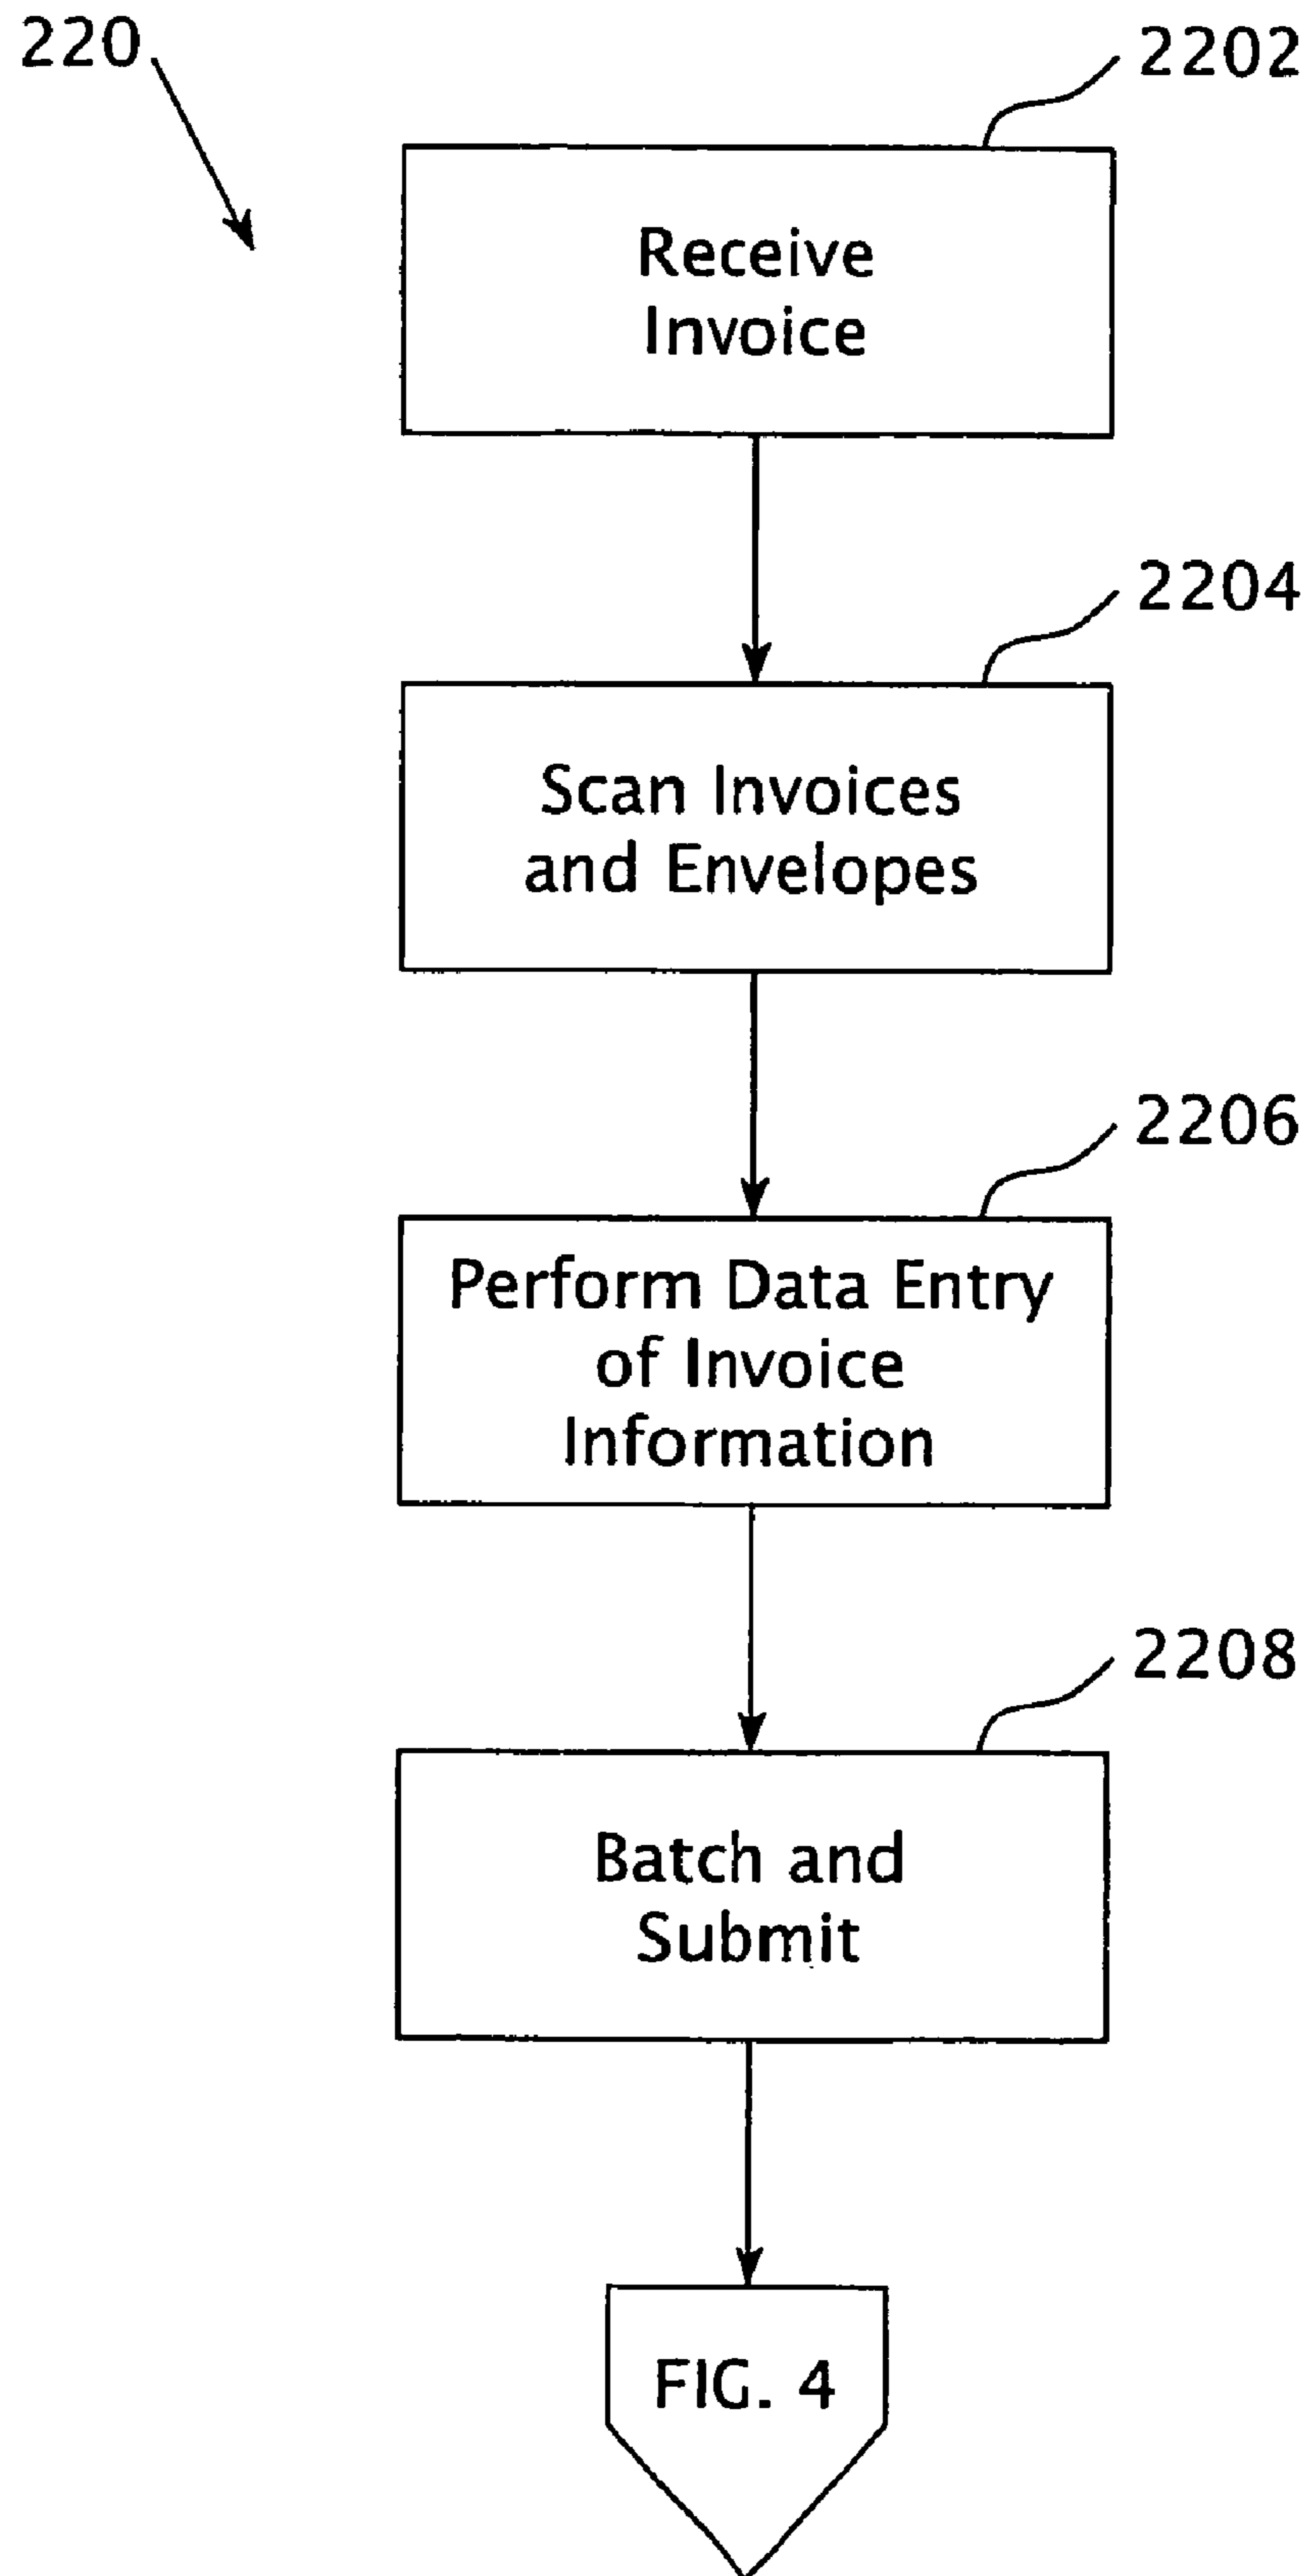 220
2202
Receive
Invoice
2204
Scan Invoices
and Envelopes
2206
Perform Data Entry
of Invoice
Information
2208
Batch and
Submit
FIG. 4